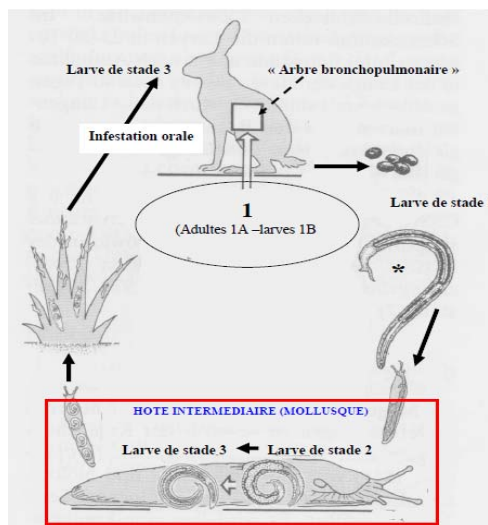 Larve de stade 3
« Arbre bronchopulmonaire »
Infestation orale
1
(Adultes 1A –larves 1B
Larve de stade
*
HOTE INTERMEDIAIRE (MOLLUSQUE)
Larve de stade 3 Larve de stade 2